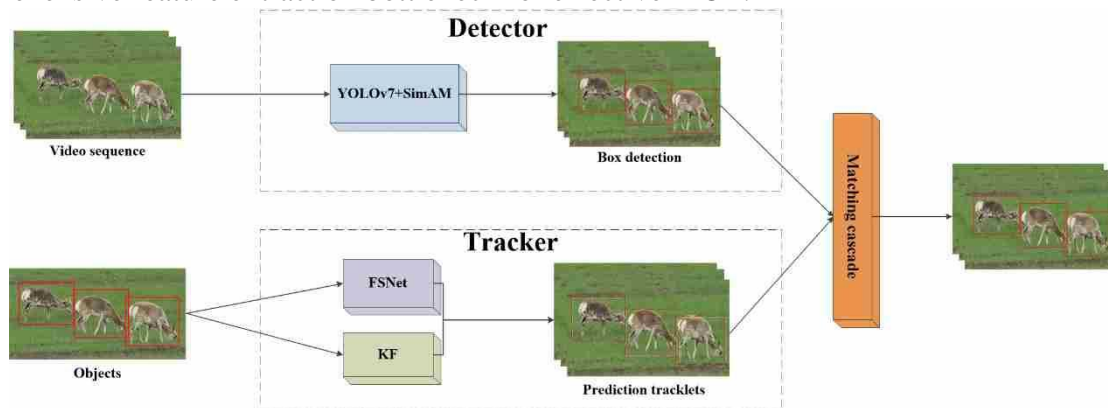 Detector
YOLOv7+SimAM
Video sequence
Box detection
Matching cascade
Tracker
FSNet
KF
Objects
Prediction tracklets